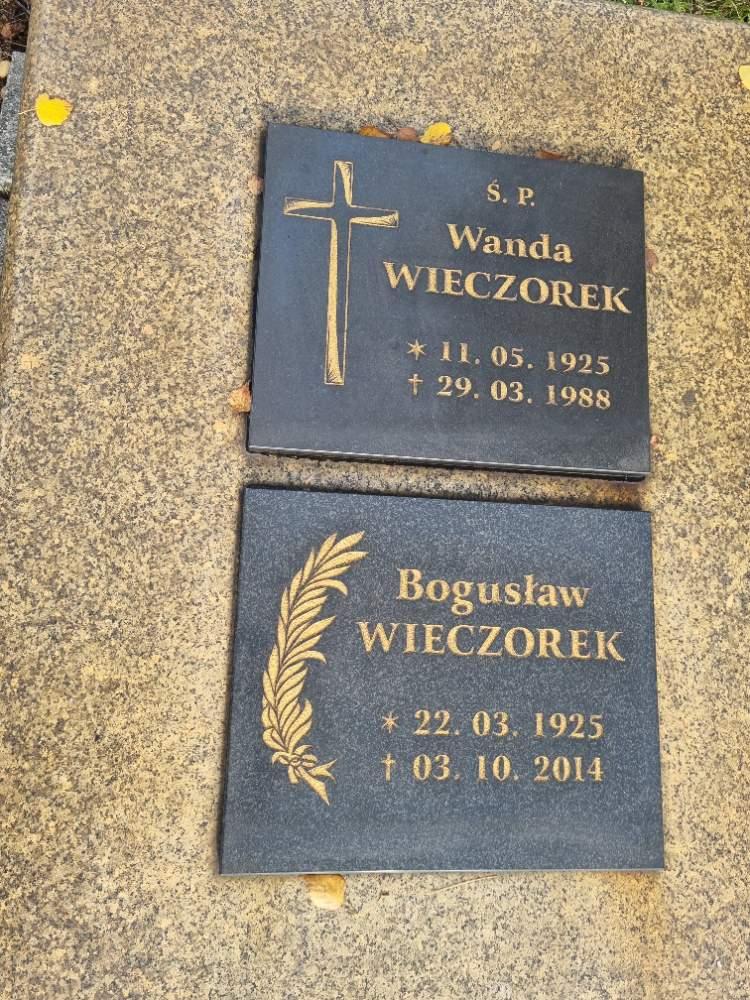 Ś. P.
Wanda
WIECZOREK
* 11. 05. 1925
† 29. 03. 1988
Bogusław
WIECZOREK
* 22. 03. 1925
† 03. 10. 2014